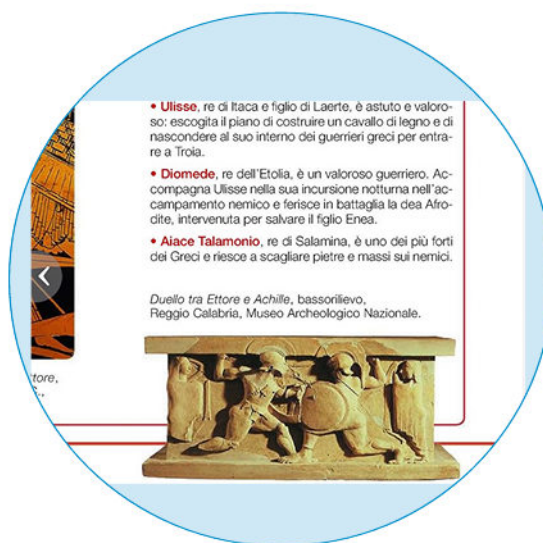 • Ulisse, re di Itaca e figlio di Laerte, è astuto e valoro-
so: escogita il piano di costruire un cavallo di legno e di
nascondere al suo interno dei guerrieri greci per entra-
re a Troia.
• Diomede, re dell'Etolia, è un valoroso guerriero. Ac-
compagna Ulisse nella sua incursione notturna nell'ac-
campamento nemico e ferisce in battaglia la dea Afro-
dite, intervenuta per salvare il figlio Enea.
• Aiace Talamonio, re di Salamina, è uno dei più forti
dei Greci e riesce a scagliare pietre e massi sui nemici.
Duello tra Ettore e Achille, bassorilievo,
Reggio Calabria, Museo Archeologico Nazionale.
ttore,